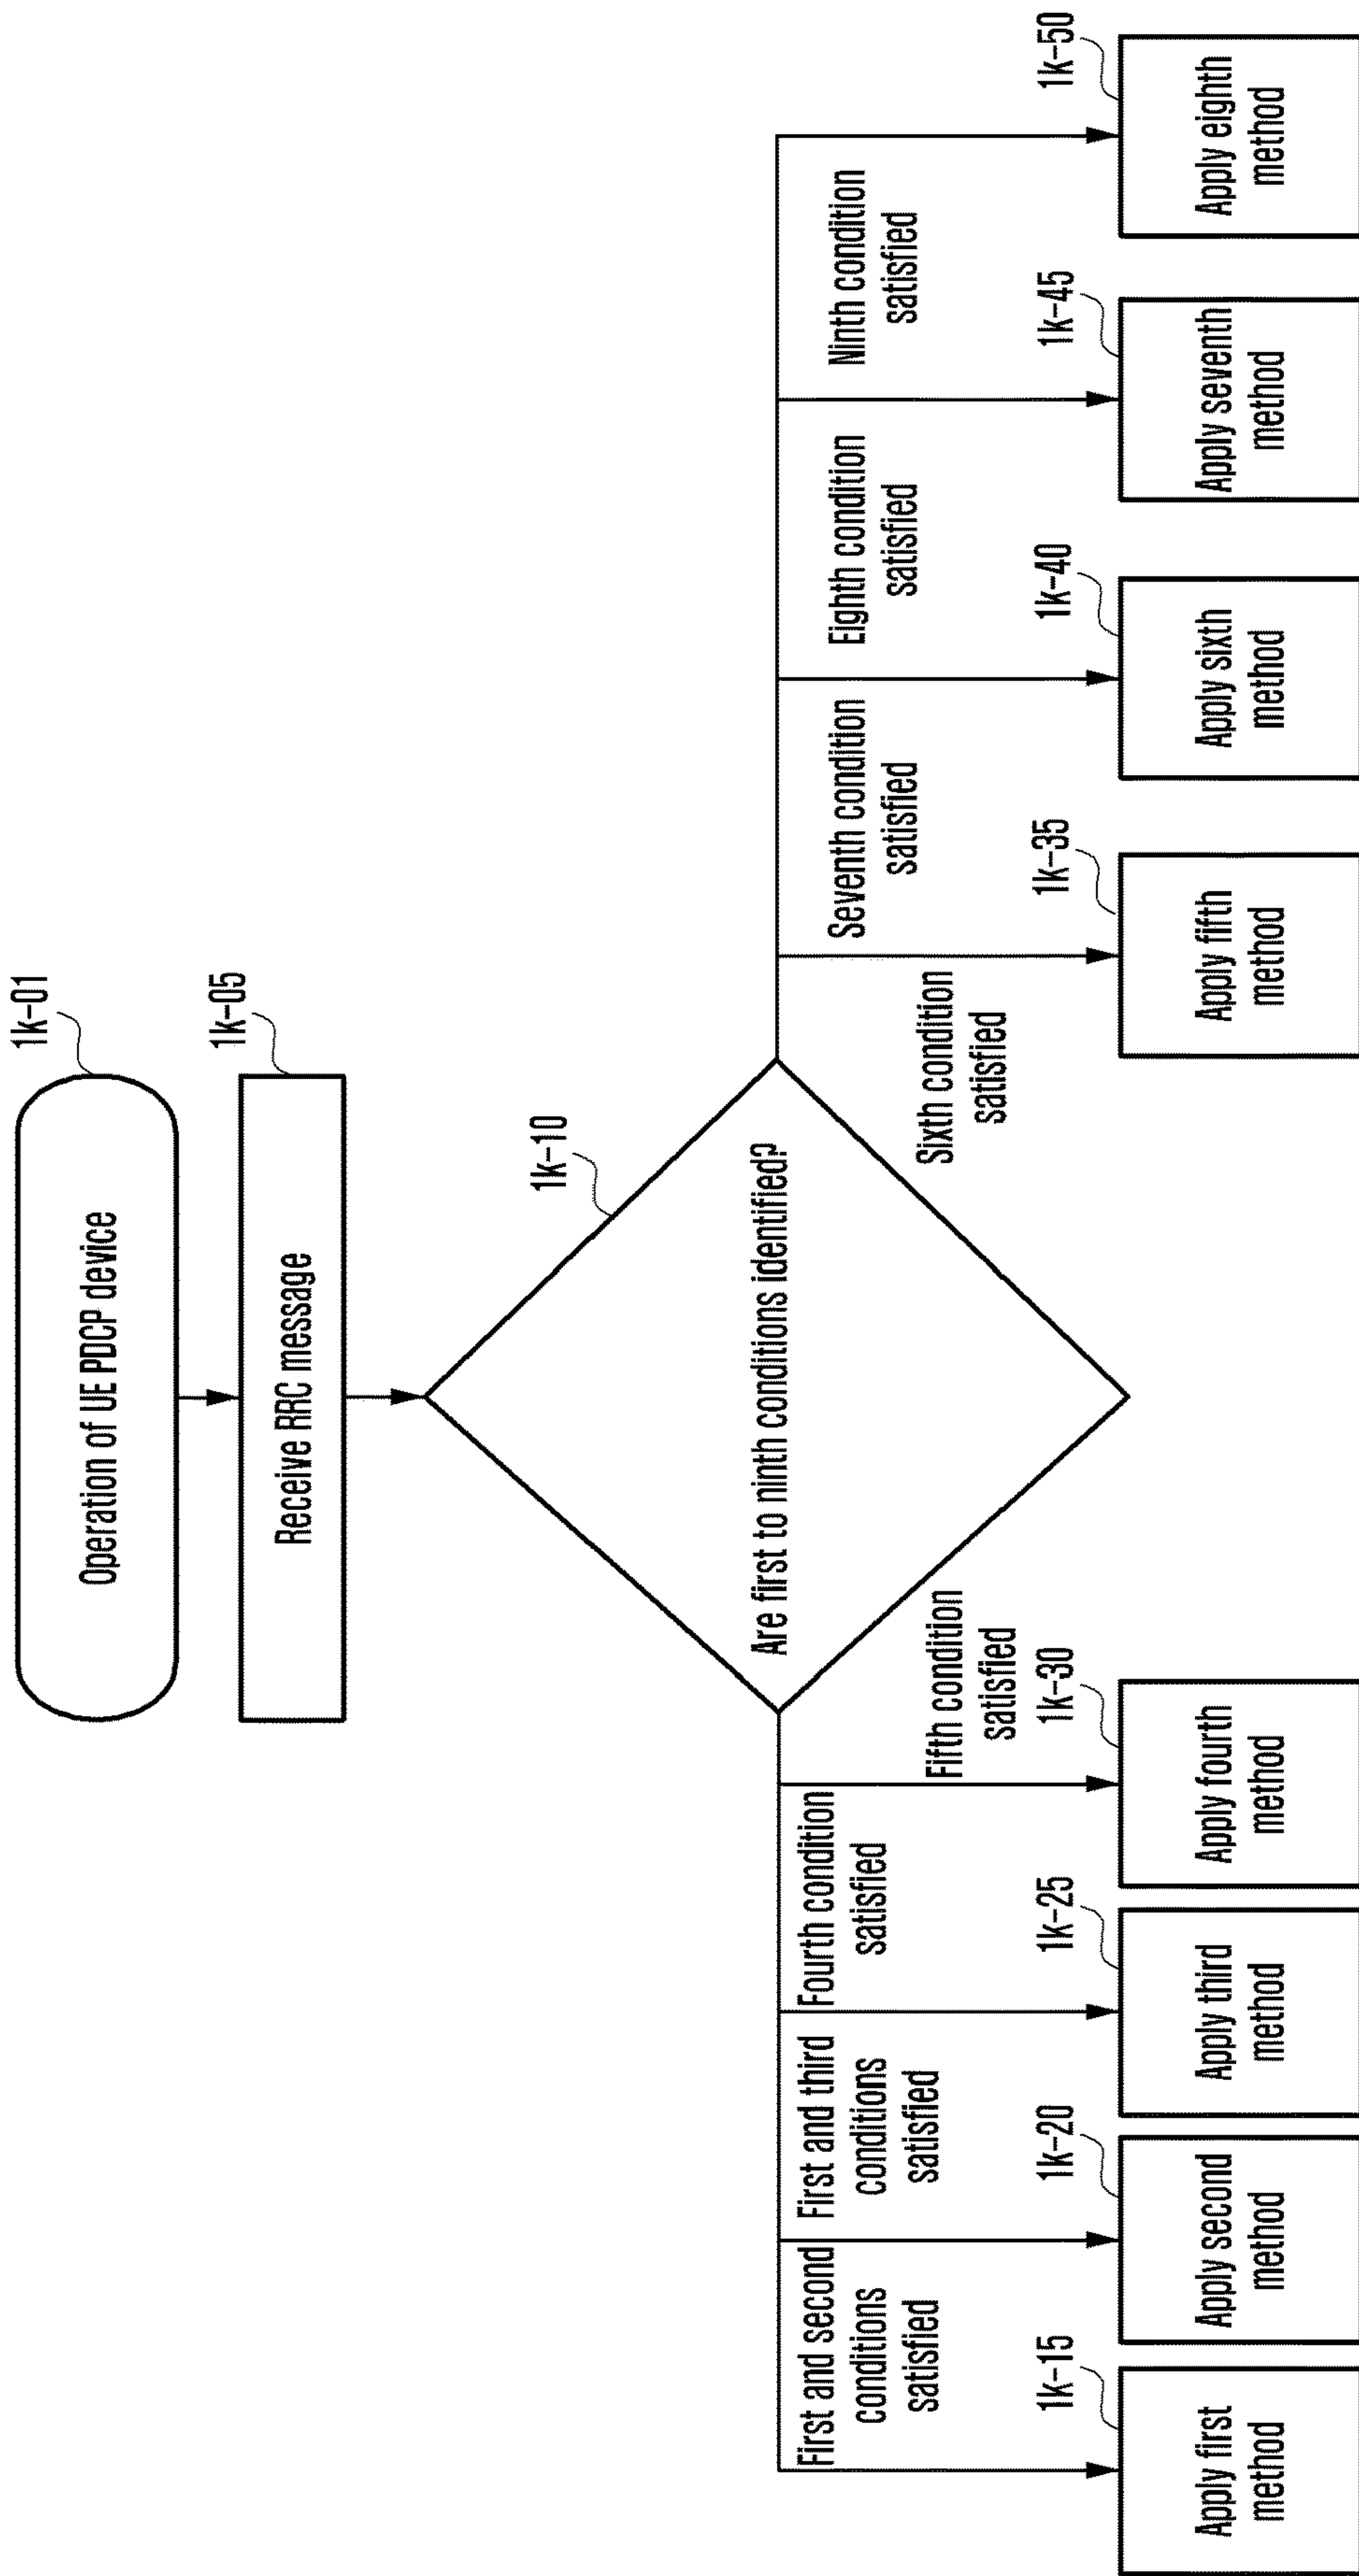 1k-01
Operation of UE PDCP device
1k-05
Receive RRC message
1k-10
Are first to ninth conditions identified?
First and second
conditions
satisfied
First and third
conditions
satisfied
Fourth condition
satisfied
Fifth condition
satisfied
Sixth condition
satisfied
Seventh condition
satisfied
Eighth condition
satisfied
Ninth condition
satisfied
1k-15
Apply first
method
1k-20
Apply second
method
1k-25
Apply third
method
1k-30
Apply fourth
method
1k-35
Apply fifth
method
1k-40
Apply sixth
method
1k-45
Apply seventh
method
1k-50
Apply eighth
method